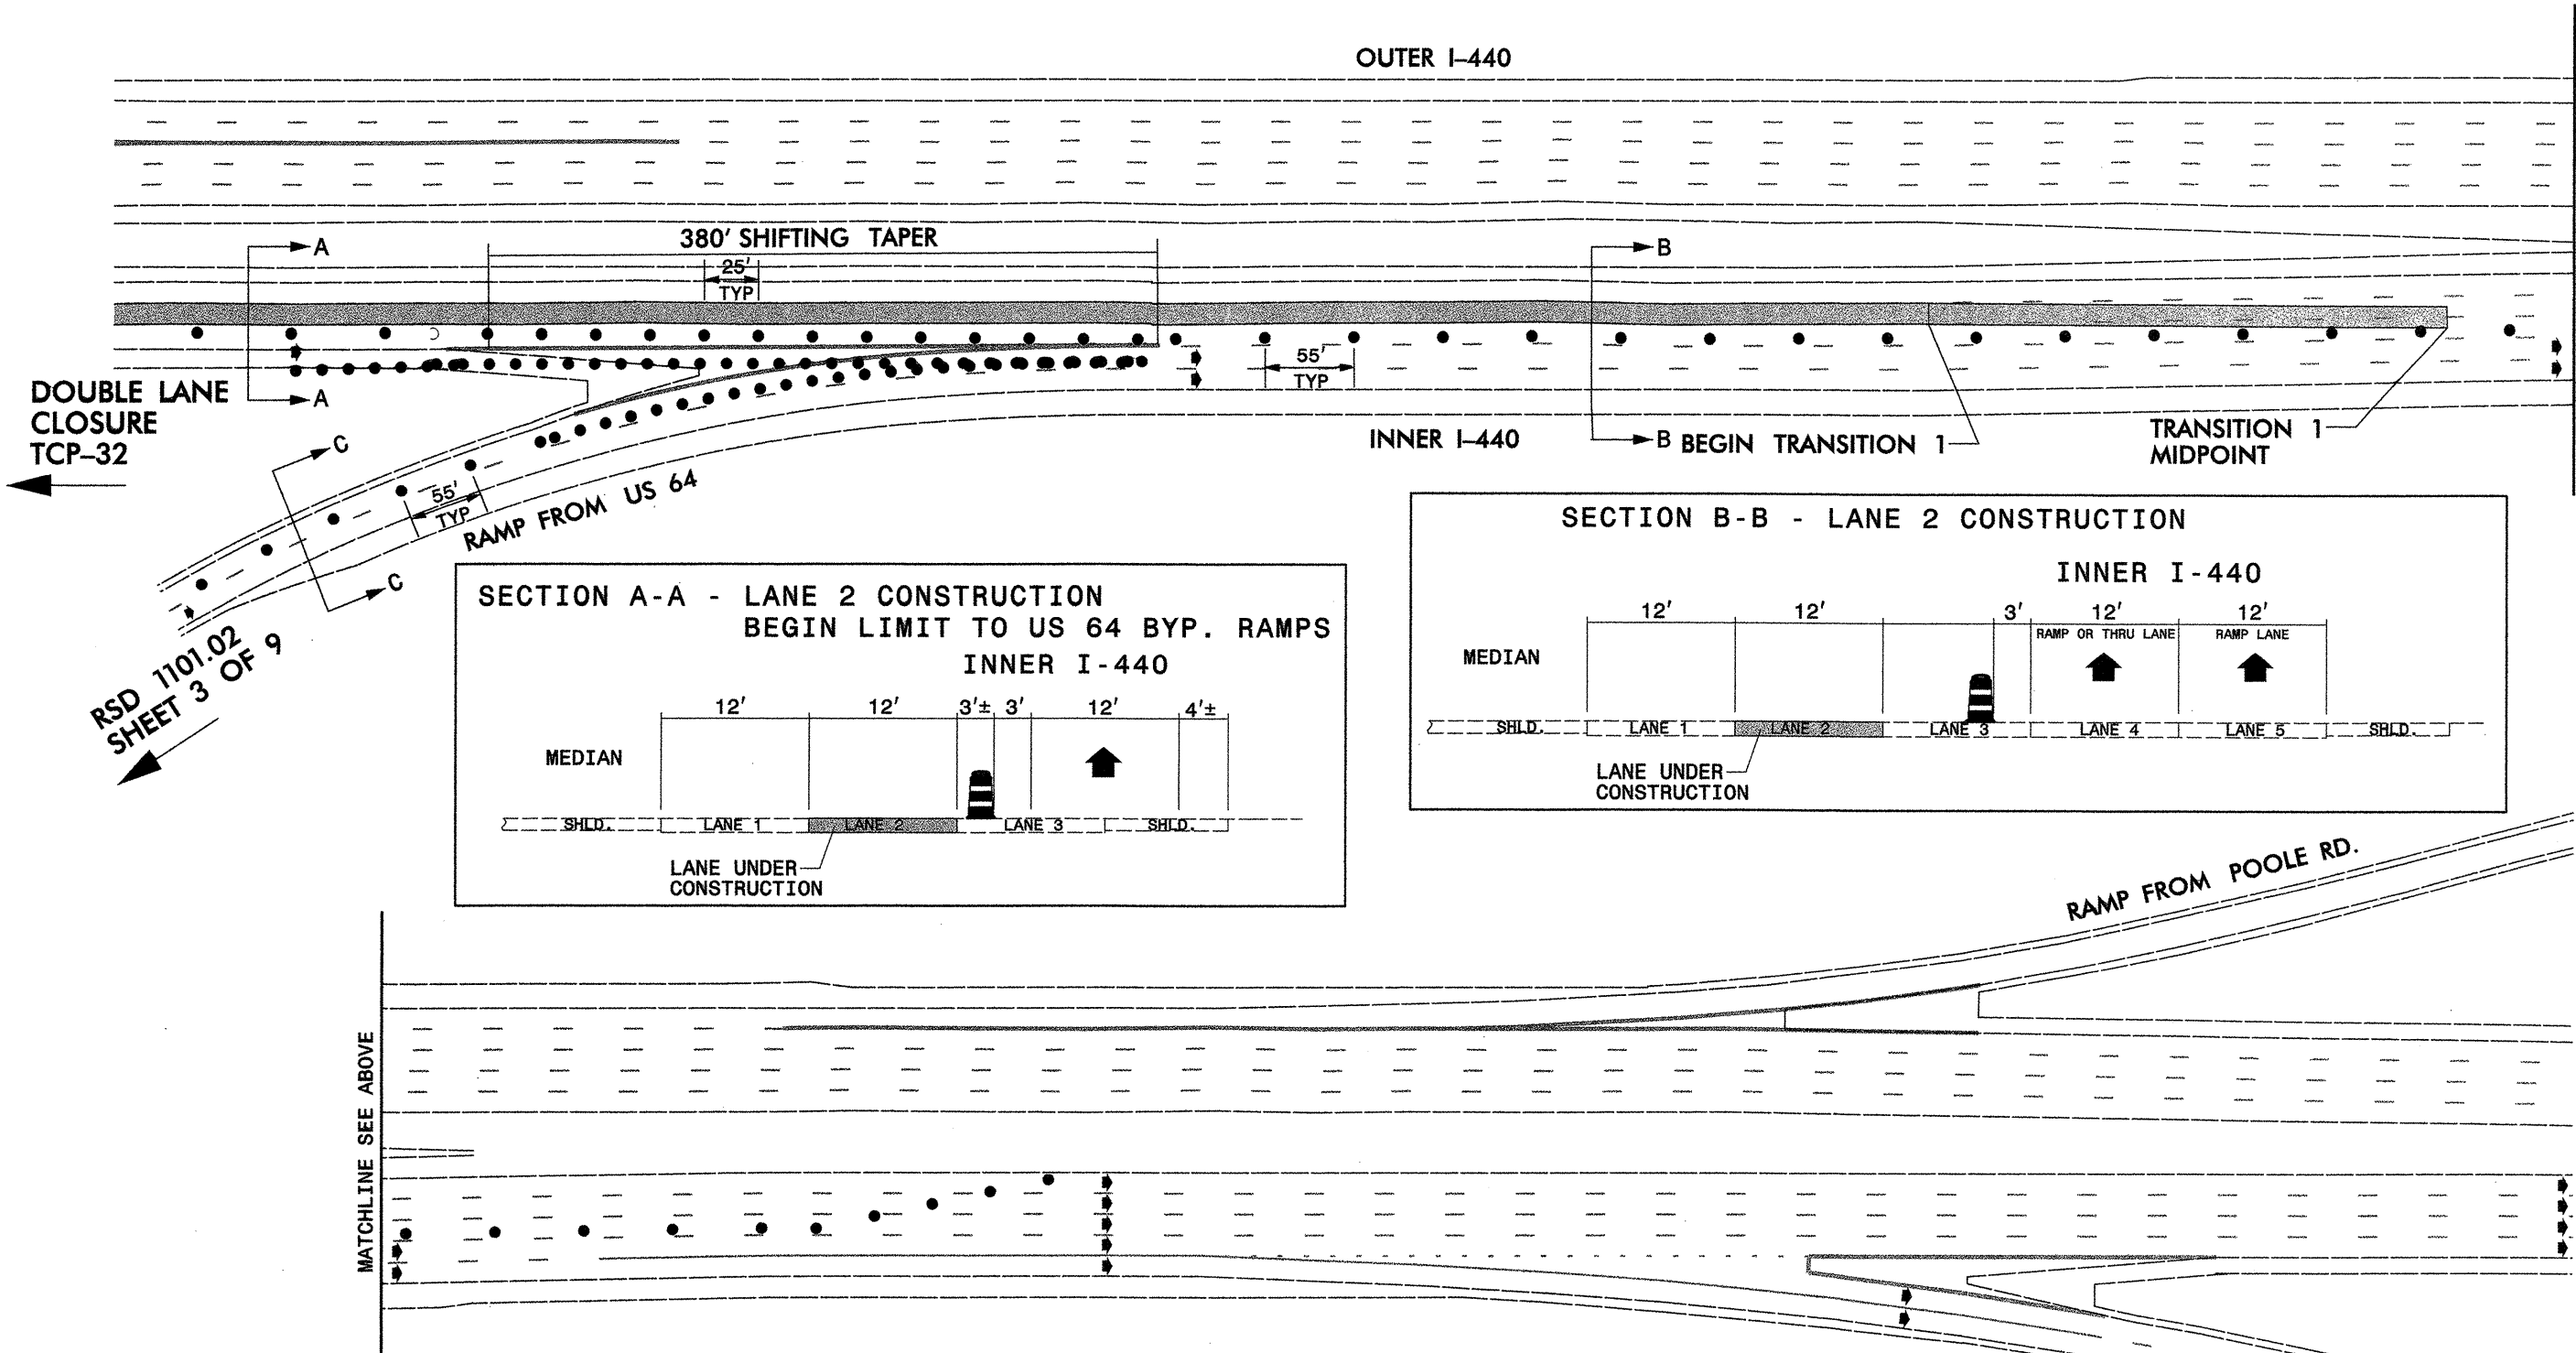 OUTER I-440
380' SHIFTING TAPER
25'
TYP
A
A
B
B
55'
TYP
DOUBLE LANE
CLOSURE
TCP-32
INNER I-440
BEGIN TRANSITION 1
TRANSITION 1
MIDPOINT
C
C
55'
TYP
RAMP FROM US 64
RSD 1101.02
SHEET 3 OF 9
SECTION A-A - LANE 2 CONSTRUCTION
BEGIN LIMIT TO US 64 BYP. RAMPS
INNER I-440
12' 12' 3'± 3' 12' 4'±
MEDIAN
SHLD. LANE 1 LANE 2 LANE 3 SHLD.
LANE UNDER
CONSTRUCTION
SECTION B-B - LANE 2 CONSTRUCTION
INNER I-440
12' 12' 3' 12' 12'
RAMP OR THRU LANE RAMP LANE
MEDIAN
SHLD. LANE 1 LANE 2 LANE 3 LANE 4 LANE 5 SHLD.
LANE UNDER
CONSTRUCTION
RAMP FROM POOLE RD.
MATCHLINE SEE ABOVE